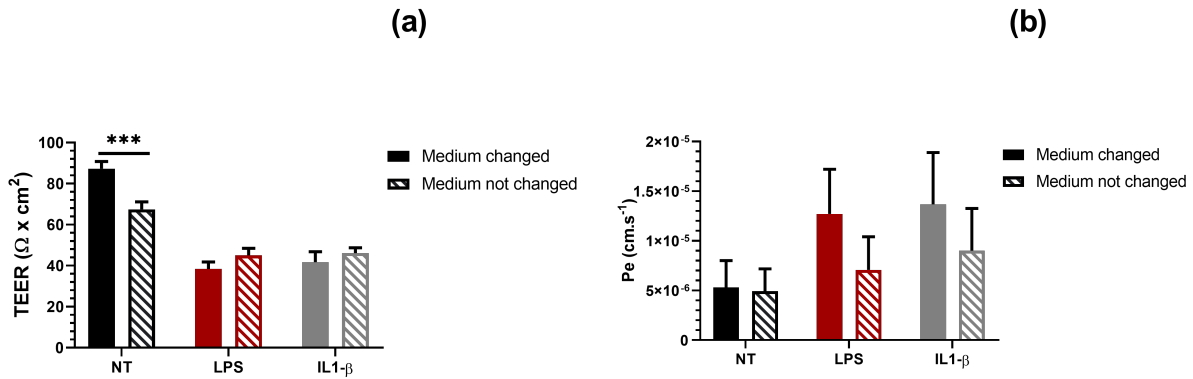 (a)
(b)
***
100
80
60
40
20
0
TEER (Ω x cm²)
NT
LPS
IL1-β
Medium changed
Medium not changed
2×10⁻⁵
1.5×10⁻⁵
1×10⁻⁵
5×10⁻⁶
0
Pe (cm.s⁻¹)
NT
LPS
IL1-β
Medium changed
Medium not changed